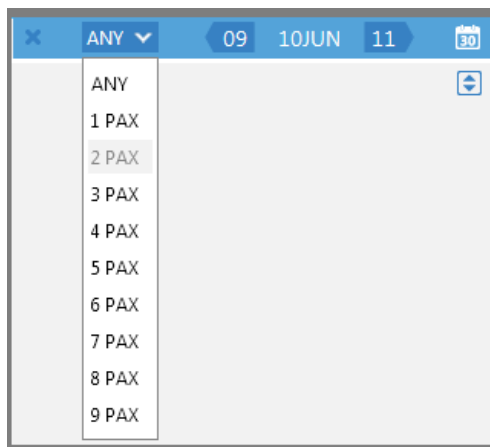 ANY 09 10JUN 11 30
ANY
1 PAX
2 PAX
3 PAX
4 PAX
5 PAX
6 PAX
7 PAX
8 PAX
9 PAX